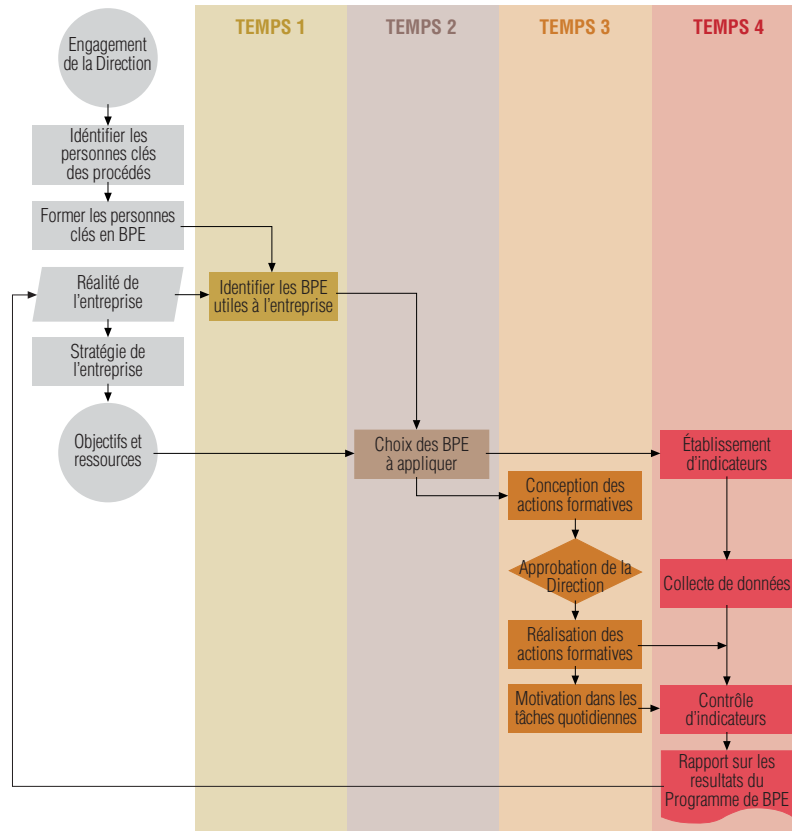 TEMPS 1
TEMPS 2
TEMPS 3
TEMPS 4
Engagement
de la Direction
Idéntifier les
personnes clés
des procédés
Former les personnes
clés en BPE
Réalité de
l'entreprise
Identifier les BPE
utiles à l'entreprise
Stratégie de
l'entreprise
Objectifs et
ressources
Choix des BPE
à appliquer
Établissement
d'indicateurs
Conception des
actions formatives
Approbation de la
Direction
Collecte de données
Réalisation des
actions formatives
Motivation dans les
tâches quotidiennes
Contrôle
d'indicateurs
Rapport sur les
resultats du
Programme de BPE